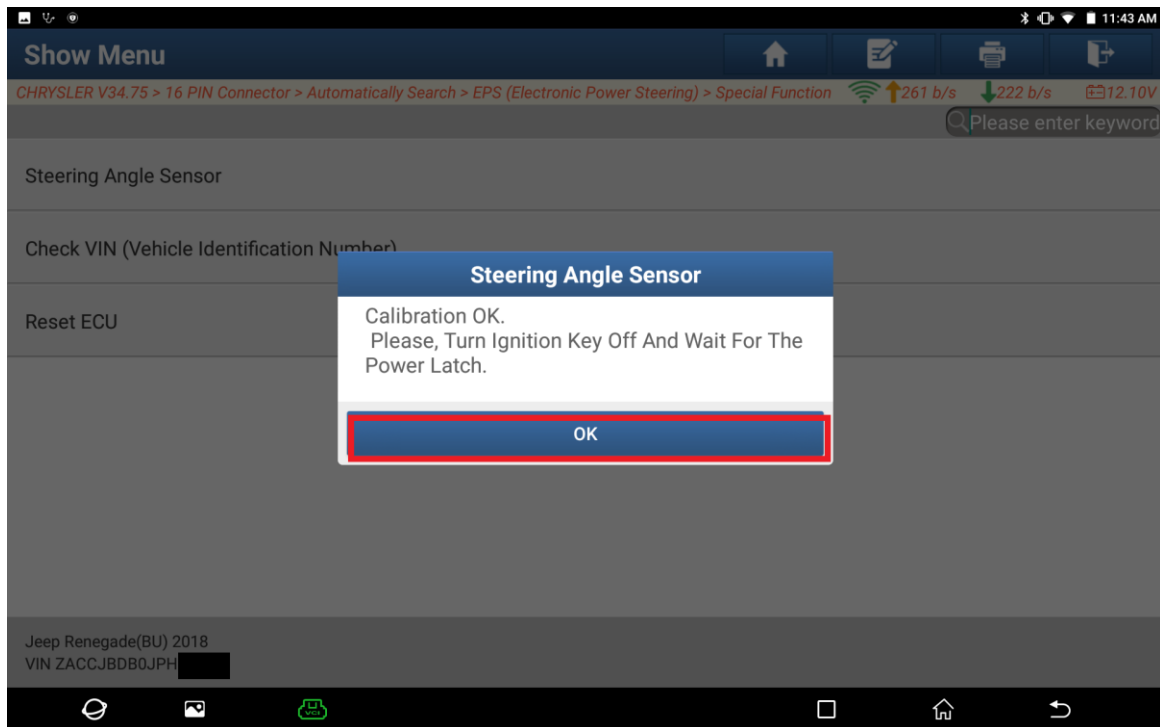 11:43 AM
Show Menu
CHRYSLER V34.75 > 16 PIN Connector > Automatically Search > EPS (Electronic Power Steering) > Special Function
261 b/s
222 b/s
12.10V
Please enter keyword
Steering Angle Sensor
Check VIN (Vehicle Identification Number)
Reset ECU
Steering Angle Sensor
Calibration OK.
Please, Turn Ignition Key Off And Wait For The
Power Latch.
OK
Jeep Renegade(BU) 2018
VIN ZACCJBDB0JPH
VCI